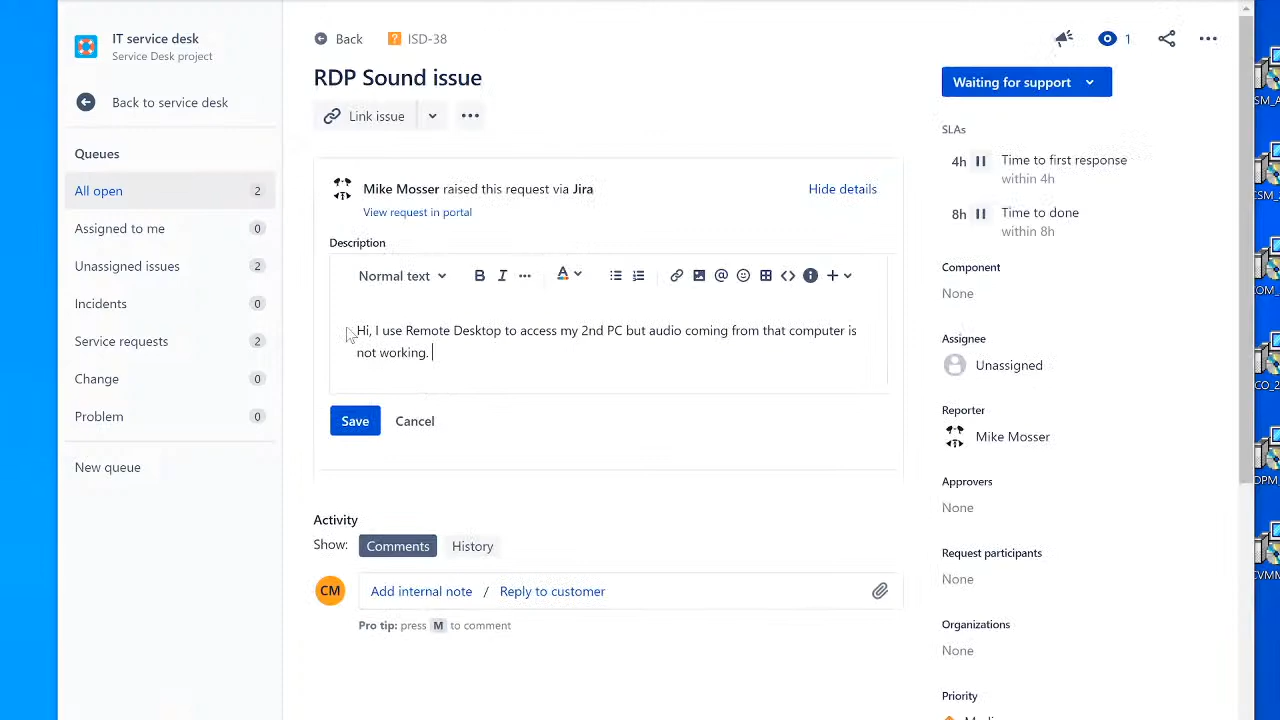 IT service desk
Service Desk project
Back to service desk
Queues
All open 2
Assigned to me 0
Unassigned issues 2
Incidents 0
Service requests 2
Change 0
Problem 0
New queue
Back ISD-38
RDP Sound issue
Link issue
Mike Mosser raised this request via Jira
Hide details
View request in portal
Description
Normal text B I A @
Hi, I use Remote Desktop to access my 2nd PC but audio coming from that computer is
not working.
Save Cancel
Activity
Show: Comments History
CM Add internal note / Reply to customer
Pro tip: press M to comment
1
Waiting for support
SLAs
4h Time to first response
within 4h
8h Time to done
within 8h
Component
None
Assignee
Unassigned
Reporter
Mike Mosser
Approvers
None
Request participants
None
Organizations
None
Priority